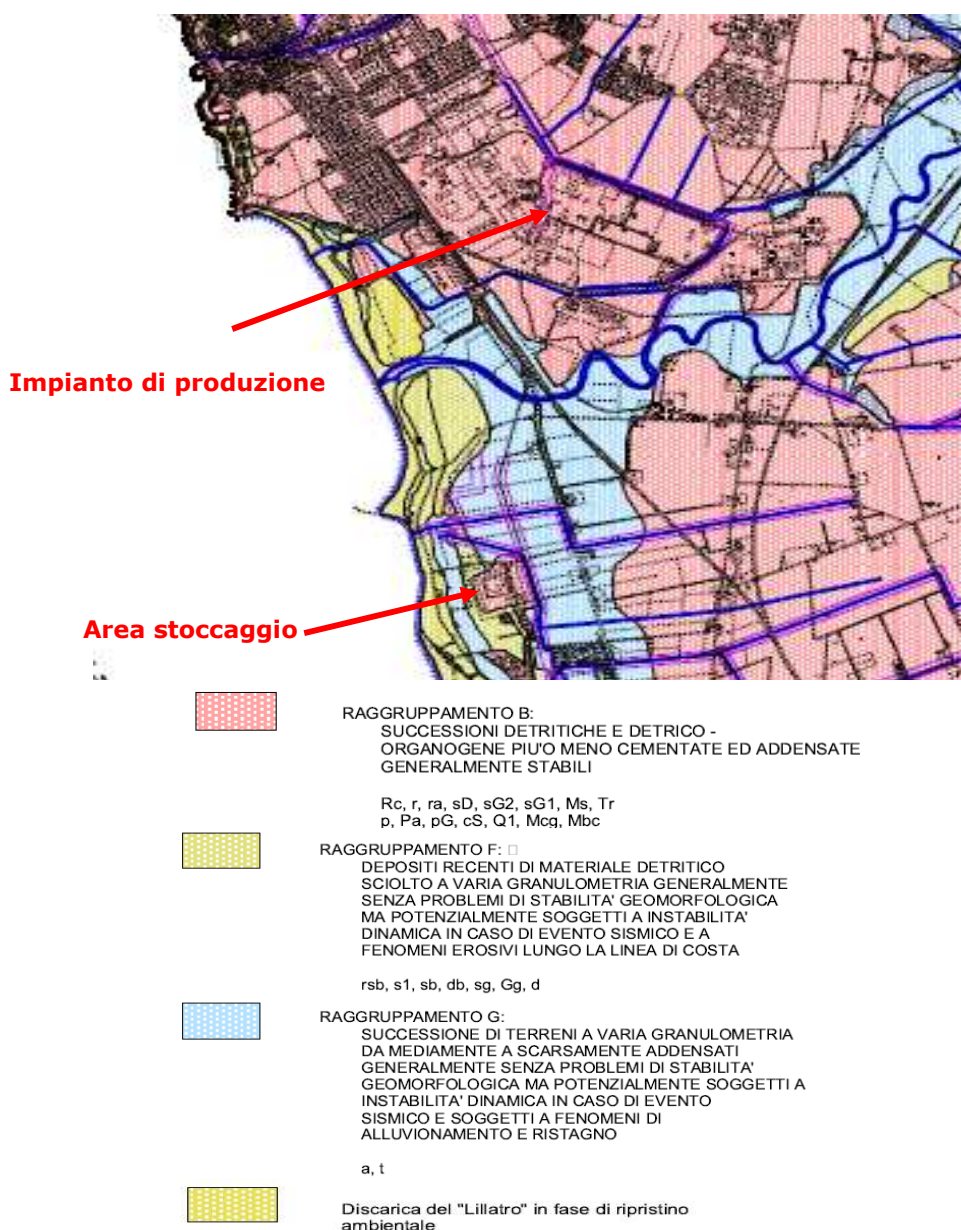 Impianto di produzione
Area stoccaggio
RAGGRUPPAMENTO B:
SUCCESSIONI DETRITICHE E DETRICO -
ORGANOGENE PIU'O MENO CEMENTATE ED ADDENSATE
GENERALMENTE STABILI
Rc, r, ra, sD, sG2, sG1, Ms, Tr
p, Pa, pG, cS, Q1, Mcg, Mbc
RAGGRUPPAMENTO F: □
DEPOSITI RECENTI DI MATERIALE DETRITICO
SCIOLTO A VARIA GRANULOMETRIA GENERALMENTE
SENZA PROBLEMI DI STABILITA' GEOMORFOLOGICA
MA POTENZIALMENTE SOGGETTI A INSTABILITA'
DINAMICA IN CASO DI EVENTO SISMICO E A
FENOMENI EROSIVI LUNGO LA LINEA DI COSTA
rsb, s1, sb, db, sg, Gg, d
RAGGRUPPAMENTO G:
SUCCESSIONE DI TERRENI A VARIA GRANULOMETRIA
DA MEDIAMENTE A SCARSAMENTE ADDENSATI
GENERALMENTE SENZA PROBLEMI DI STABILITA'
GEOMORFOLOGICA MA POTENZIALMENTE SOGGETTI A
INSTABILITA' DINAMICA IN CASO DI EVENTO
SISMICO E SOGGETTI A FENOMENI DI
ALLUVIONAMENTO E RISTAGNO
a, t
Discarica del "Lillatro" in fase di ripristino
ambientale